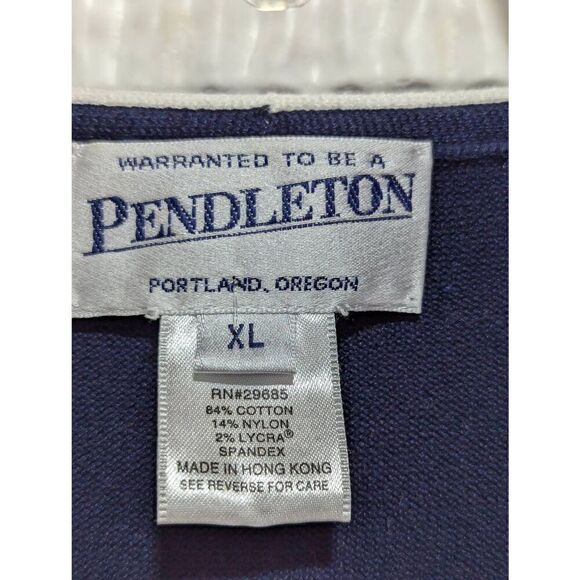 WARRANTED TO BE A
PENDLETON
PORTLAND, OREGON
XL
RN#29685
84% COTTON
14% NYLON
2% LYCRA®
SPANDEX
MADE IN HONG KONG
SEE REVERSE FOR CARE